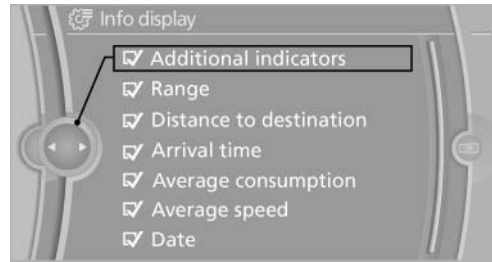 Info display
Additional indicators
Range
Distance to destination
Arrival time
Average consumption
Average speed
Date